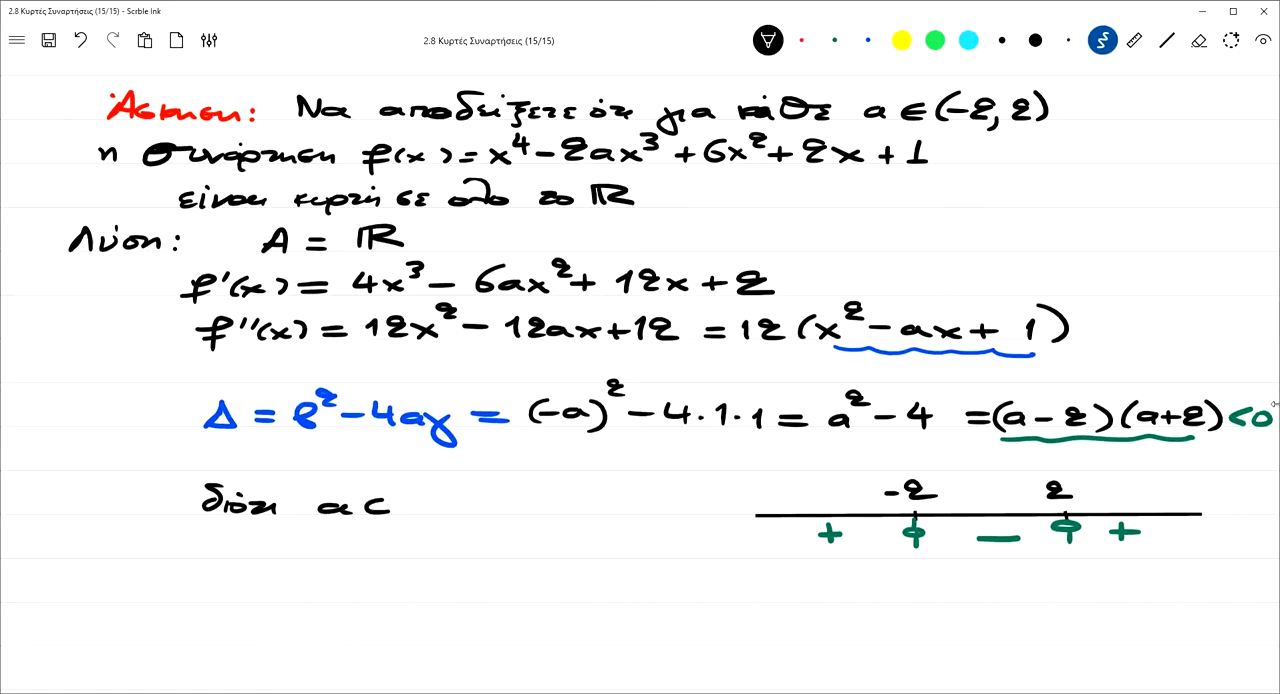 2.8 Κυρτές Συναρτήσεις (15/15) - Scrble Ink
2.8 Κυρτές Συναρτήσεις (15/15)
Άσκηση: Να αποδείξετε ότι για κάθε α ∈ (-2, 2)
η συνάρτηση f(x) = x⁴ - 2αx³ + 6x² + 2x + 1
είναι κυρτή σε όλο το ℝ
Λύση: A = ℝ
f'(x) = 4x³ - 6αx² + 12x + 2
f''(x) = 12x² - 12αx + 12 = 12(x² - αx + 1)
Δ = β² - 4αγ = (-α)² - 4·1·1 = α² - 4 = (α - 2)(α + 2) < 0
διότι α ϵ
-2 2
+ 0 - 0 +